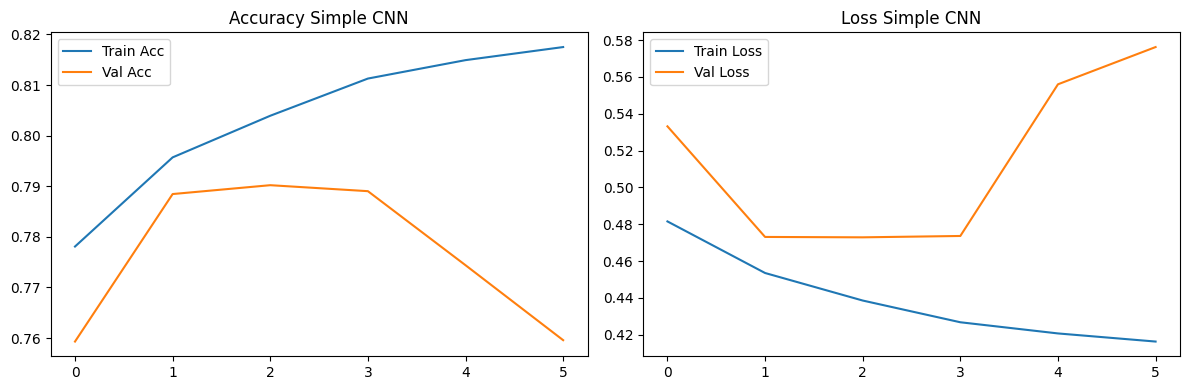 Accuracy Simple CNN
Train Acc
Val Acc
0.82
0.81
0.80
0.79
0.78
0.77
0.76
0 1 2 3 4 5
Loss Simple CNN
Train Loss
Val Loss
0.58
0.56
0.54
0.52
0.50
0.48
0.46
0.44
0.42
0 1 2 3 4 5